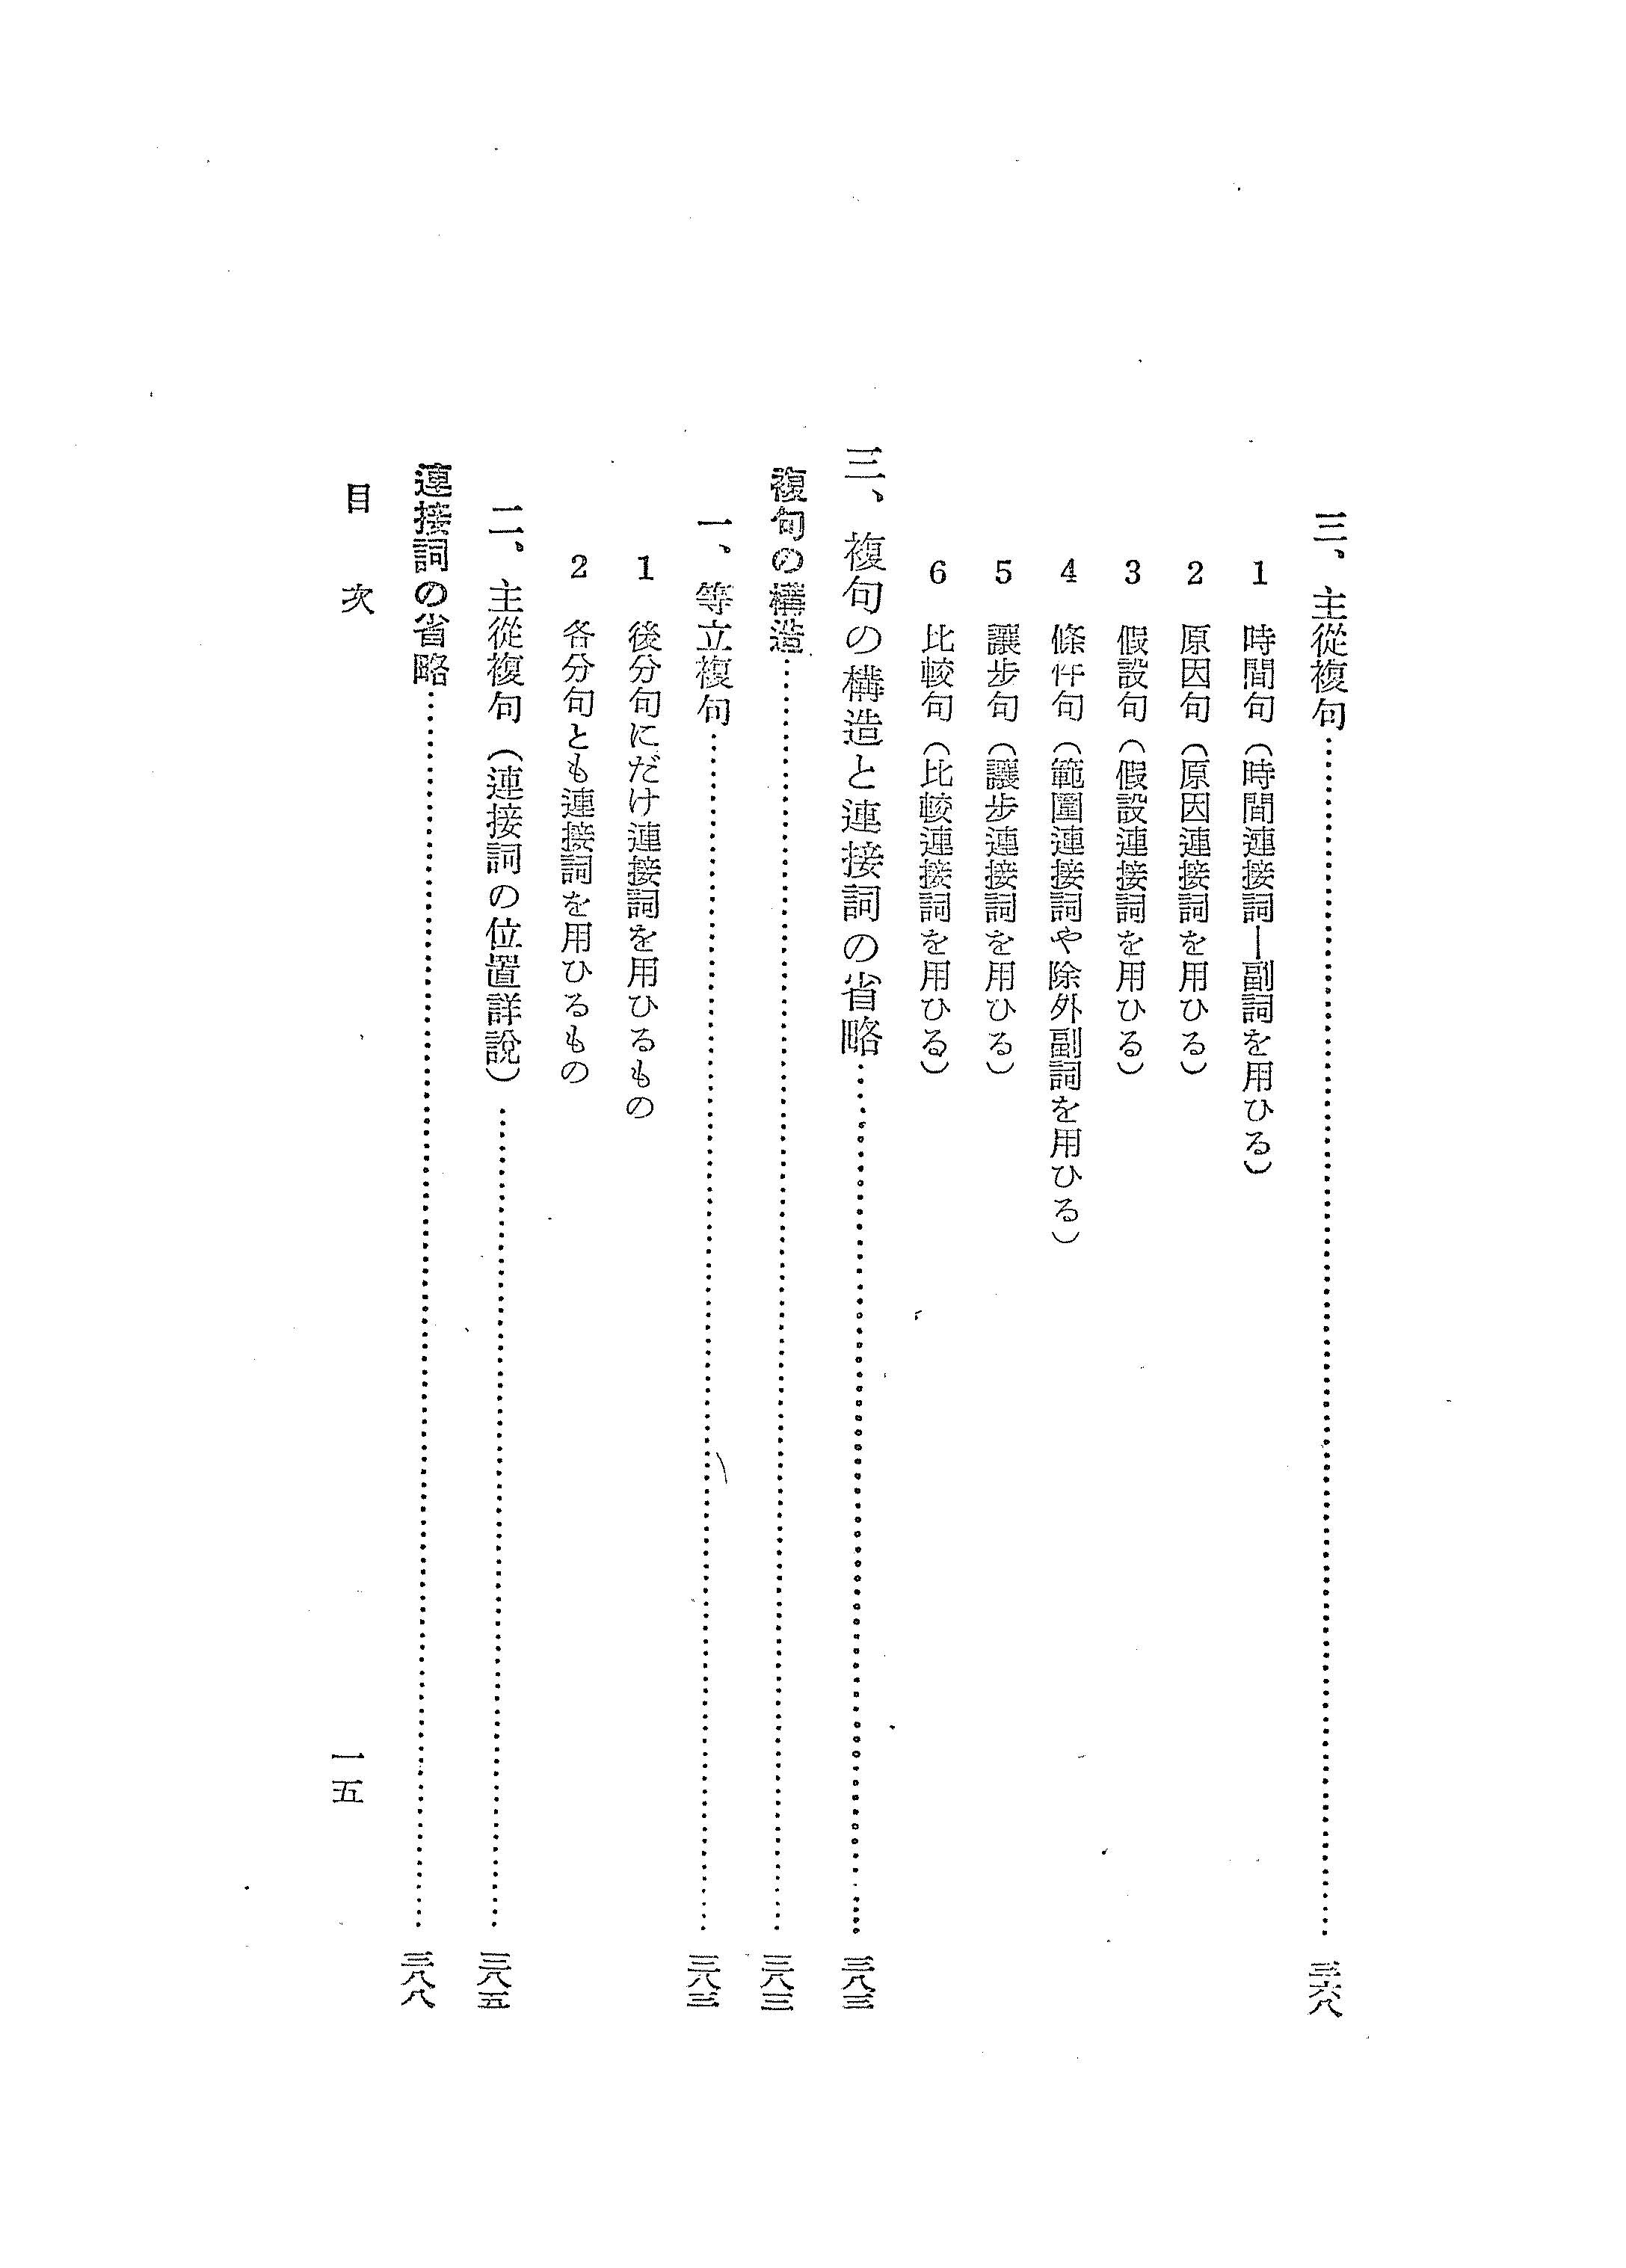 三、主從複句……………………三六八
1　時間句（時間連接詞―副詞を用ひる）
2　原因句（原因連接詞を用ひる）
3　假設句（假設連接詞を用ひる）
4　條件句（範圍連接詞や除外副詞を用ひる）
5　讓步句（讓步連接詞を用ひる）
6　比較句（比較連接詞を用ひる）
三、複句の構造と連接詞の省略……………………三八三
複句の構造……………………三八三
一、等立複句……………………三八三
1　後分句にだけ連接詞を用ひるもの
2　各分句とも連接詞を用ひるもの
二、主從複句（連接詞の位置詳說）……………………三八五
連接詞の省略……………………三八八
目次
一五